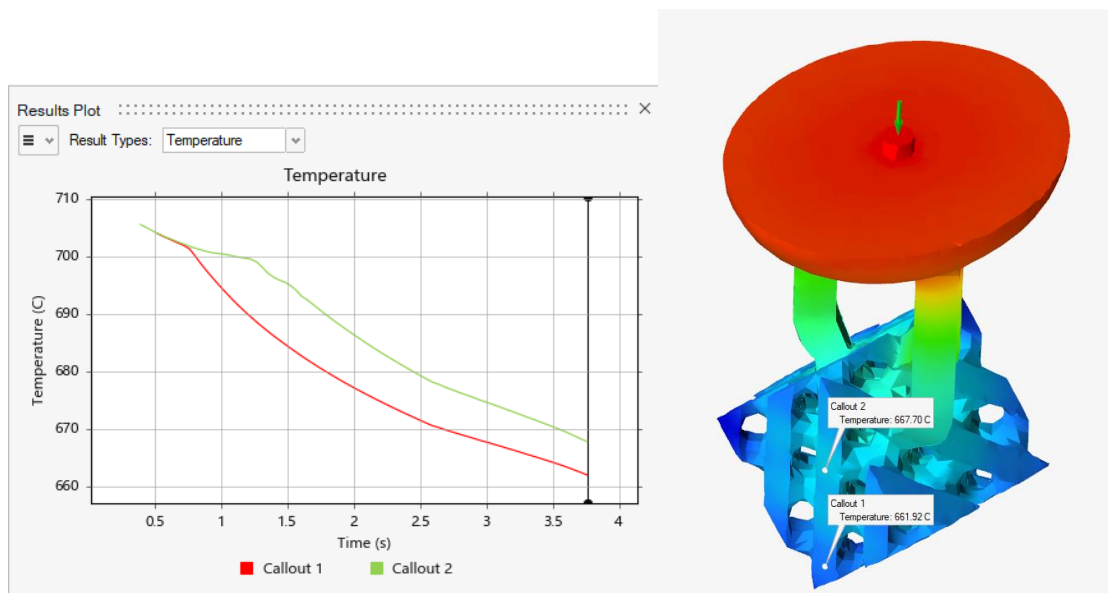 Results Plot
Result Types: Temperature
Temperature
710
700
690
680
670
660
Temperature (C)
0.5 1 1.5 2 2.5 3 3.5 4
Time (s)
Callout 1 Callout 2
Callout 2
Temperature: 667.70 C
Callout 1
Temperature: 661.92 C